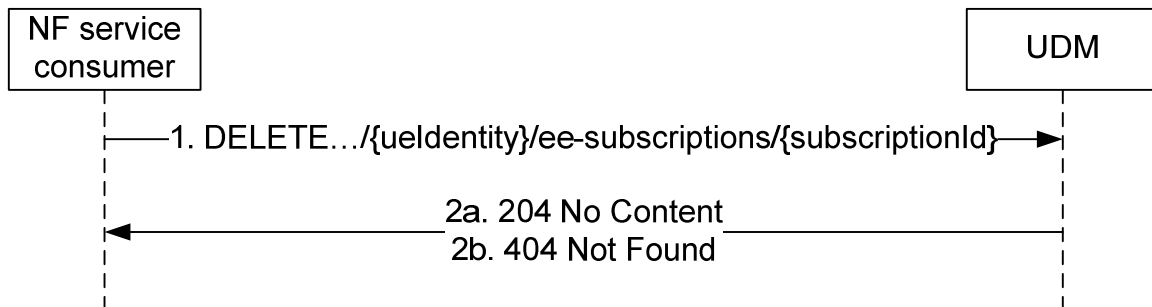 NF service
consumer
UDM
1. DELETE…/{ueIdentity}/ee-subscriptions/{subscriptionId}
2a. 204 No Content
2b. 404 Not Found